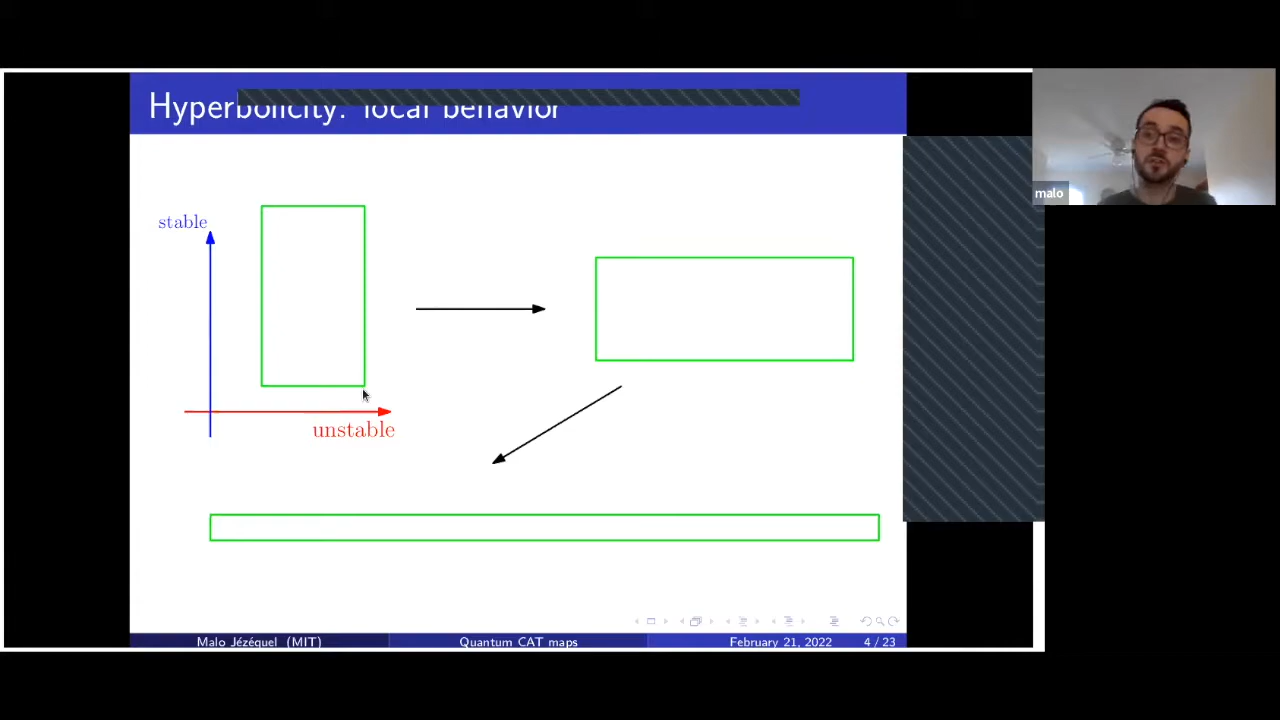 Hyperbolicity: local behavior
stable
unstable
malo
Malo Jézéquel (MIT)
Quantum CAT maps
February 21, 2022
4 / 23